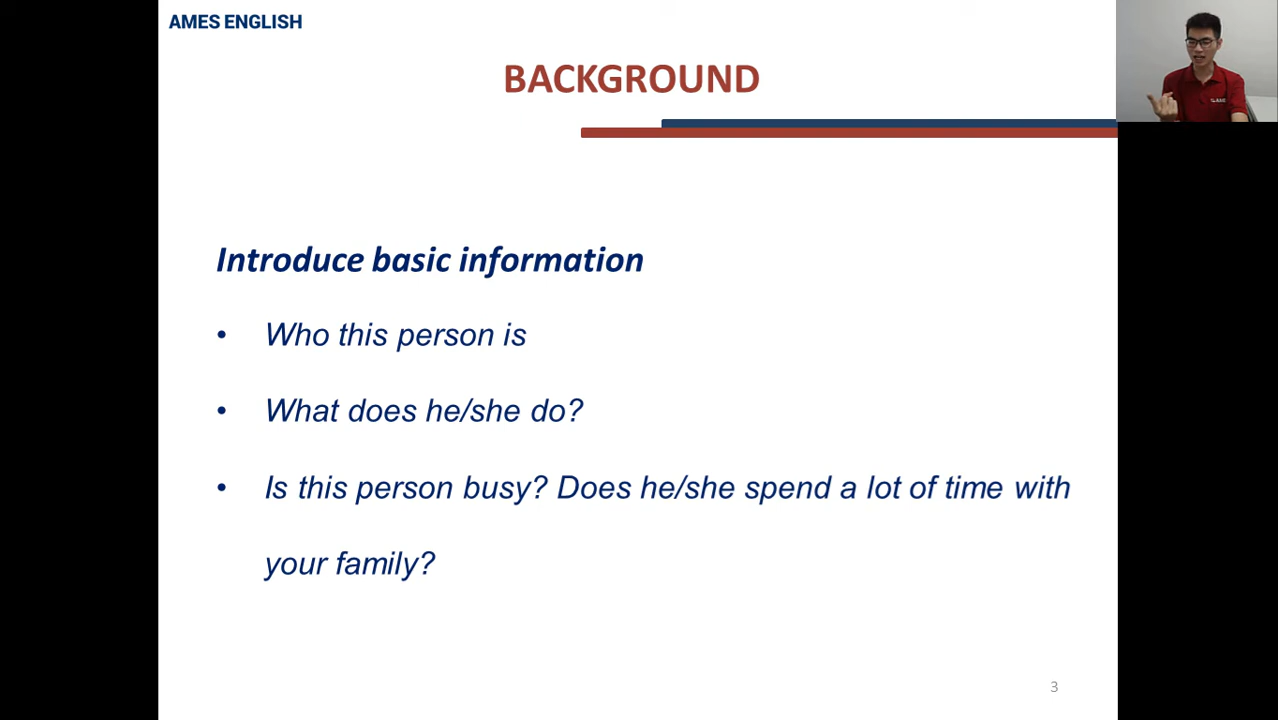 AMES ENGLISH
BACKGROUND
Introduce basic information
• Who this person is
• What does he/she do?
• Is this person busy? Does he/she spend a lot of time with
your family?
3